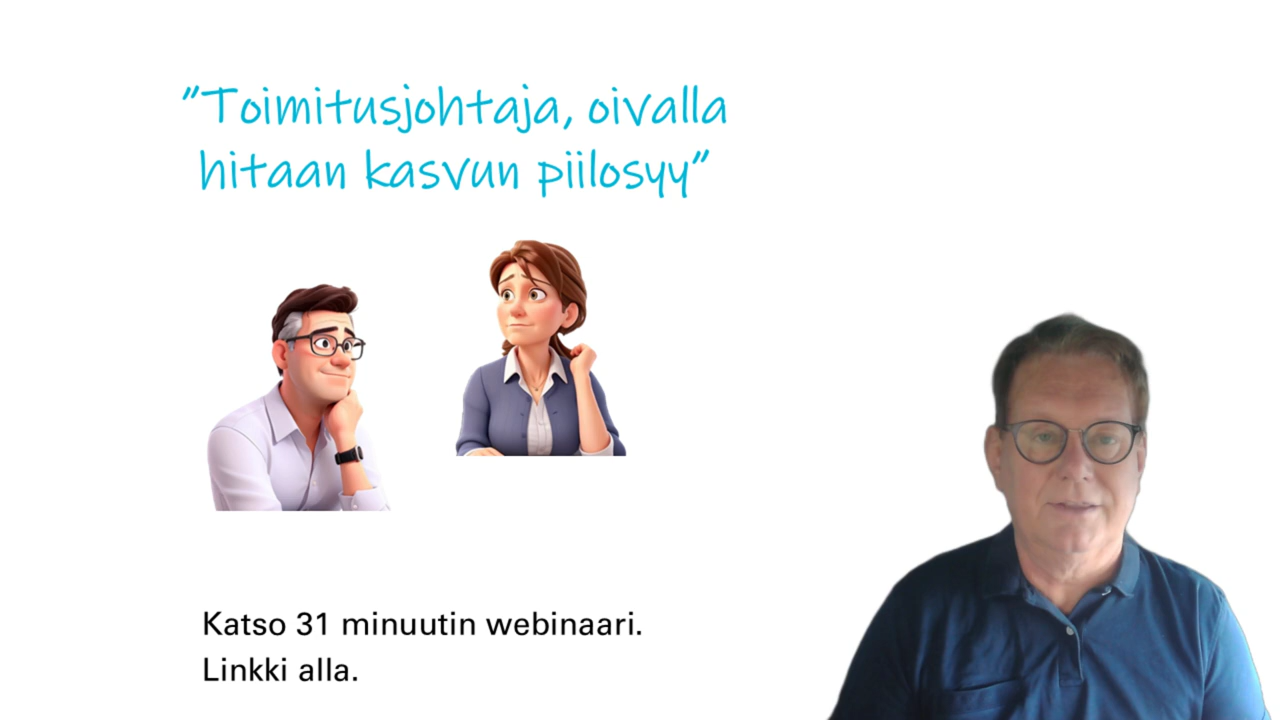 ”Toimitusjohtaja, oivalla
hitaan kasvun piilosyy”
Katso 31 minuutin webinaari.
Linkki alla.